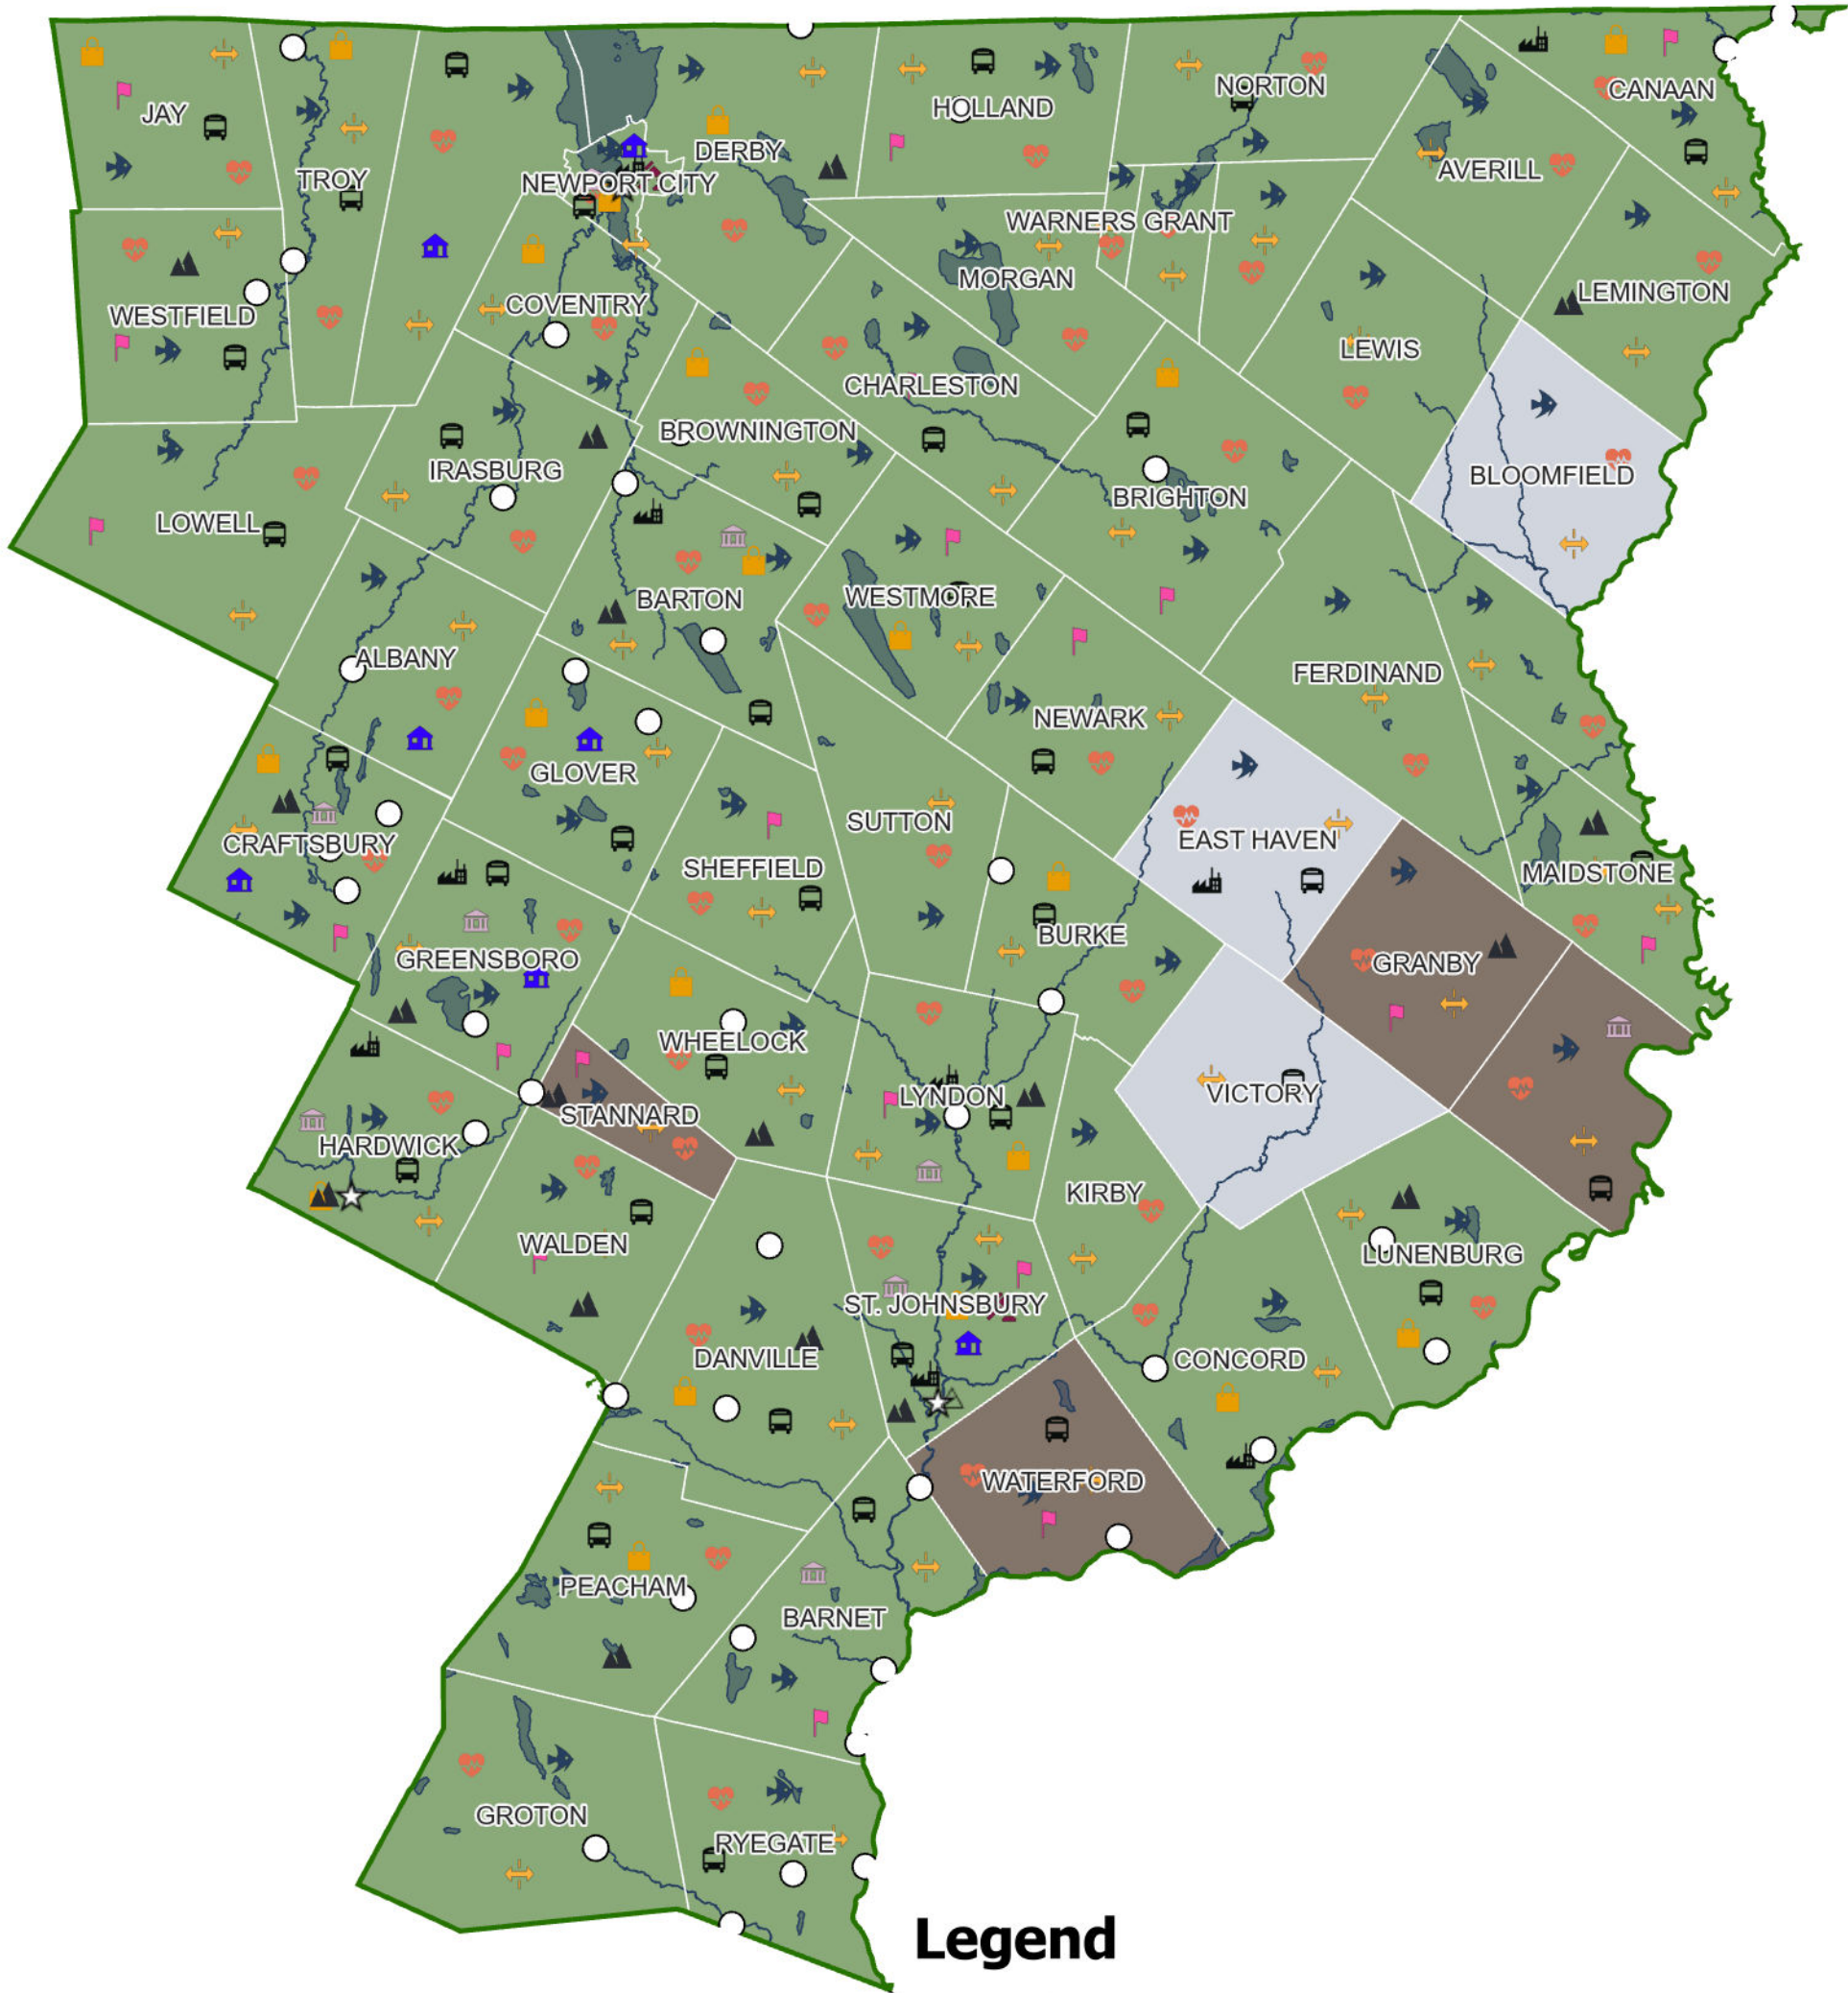 NORTON
CANAAN
HOLLAND
JAY
DERBY
AVERILL
TROY
NEWPORT CITY
WARNERS GRANT
MORGAN
LEMINGTON
COVENTRY
WESTFIELD
LEWIS
CHARLESTON
BROWNINGTON
IRASBURG
BLOOMFIELD
BRIGHTON
LOWELL
BARTON
WESTMORE
ALBANY
FERDINAND
NEWARK
GLOVER
SUTTON
EAST HAVEN
CRAFTSBURY
SHEFFIELD
MAIDSTONE
BURKE
GREENSBORO
GRANBY
WHEELOCK
VICTORY
LYNDON
STANNARD
HARDWICK
KIRBY
WALDEN
LUNENBURG
ST. JOHNSBURY
DANVILLE
CONCORD
WATERFORD
PEACHAM
BARNET
GROTON
RYEGATE
Legend